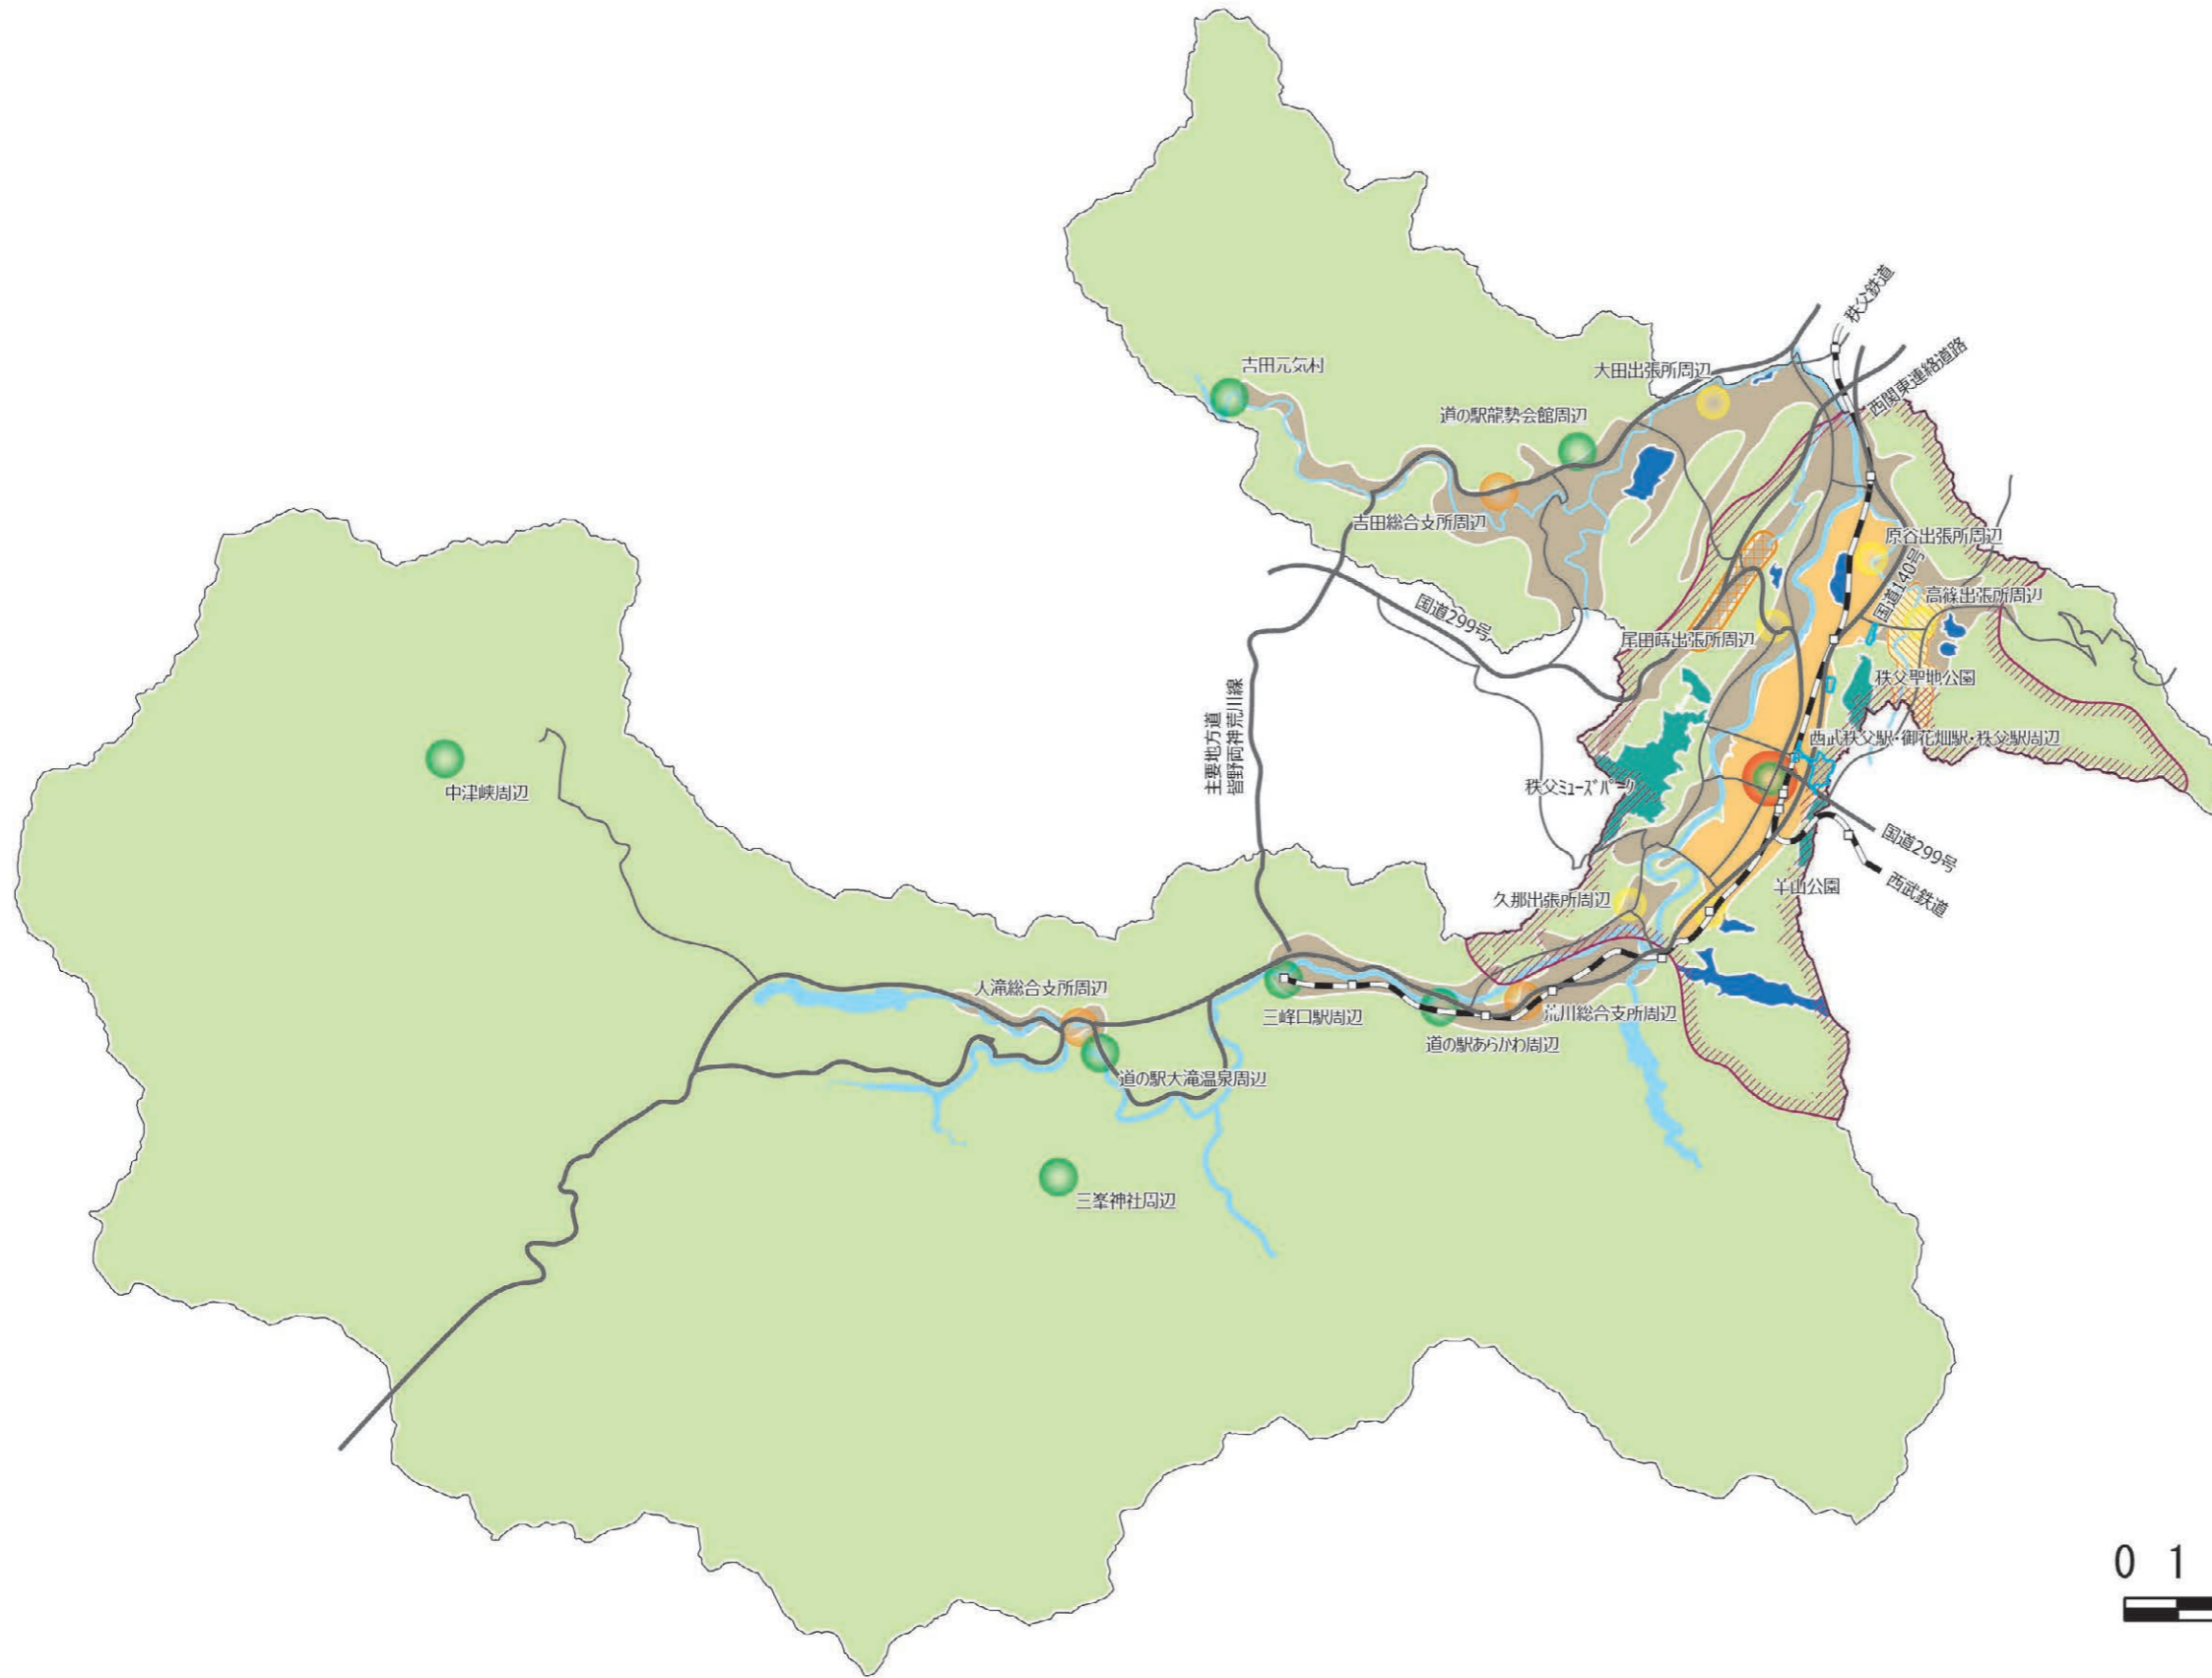 秩父鉄道
西関東連絡道路
吉田元気村
大田出張所周辺
道の駅龍勢会館周辺
吉田総合支所周辺
原谷出張所周辺
国道140号
高篠出張所周辺
国道299号
尾田蒔出張所周辺
秩父聖地公園
主要地方道
皆野両神荒川線
西武秩父駅・御花畑駅・秩父駅周辺
秩父ミューズパーク
中津峡周辺
国道299号
西武鉄道
羊山公園
久那出張所周辺
大滝総合支所周辺
三峰口駅周辺
荒川総合支所周辺
道の駅あらかわ周辺
道の駅大滝温泉周辺
三峯神社周辺
0 1